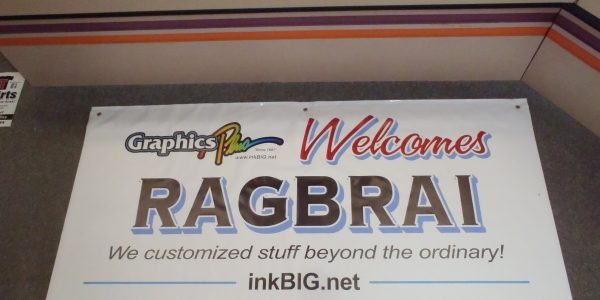 Graphics Plus Welcomes
Since 1987
www.inkBIG.net
RAGBRAI
We customized stuff beyond the ordinary!
inkBIG.net